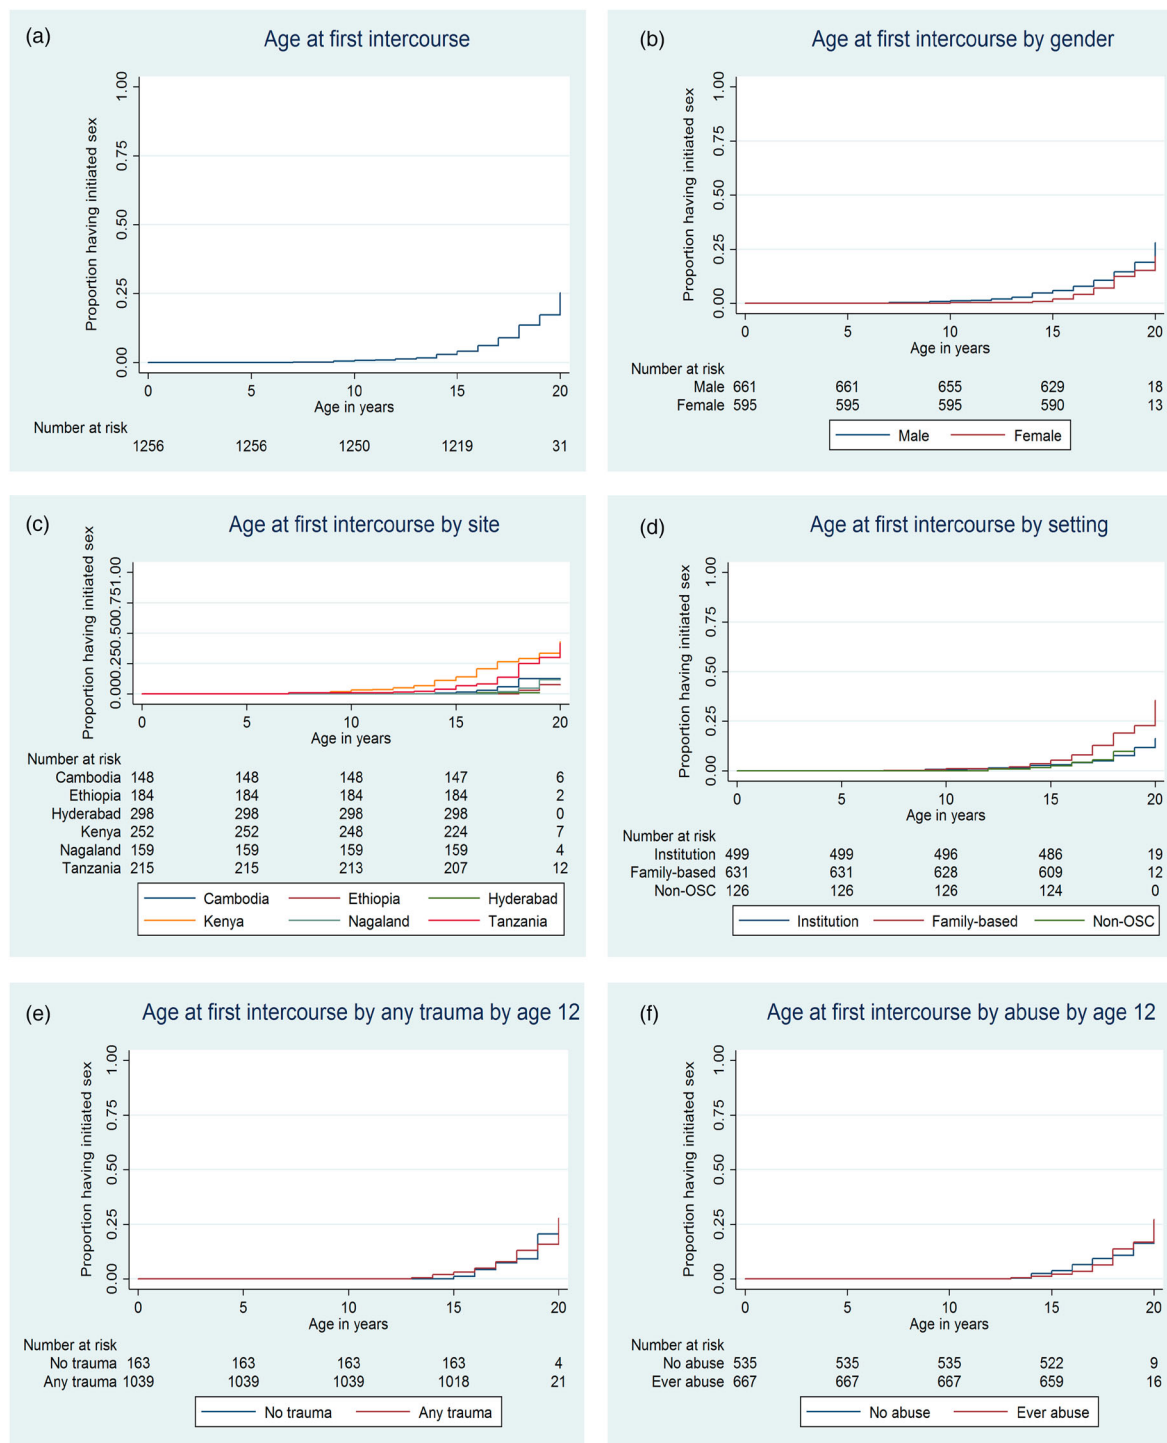 (a)
Age at first intercourse
Proportion having initiated sex
0.00 0.25 0.50 0.75 1.00
0 5 10 15 20
Age in years
Number at risk
1256 1256 1250 1219 31
(b)
Age at first intercourse by gender
Proportion having initiated sex
0.00 0.25 0.50 0.75 1.00
0 5 10 15 20
Age in years
Number at risk
Male 661 661 655 629 18
Female 595 595 595 590 13
Male Female
(c)
Age at first intercourse by site
Proportion having initiated sex
0.00 0.25 0.50 0.75 1.00
0 5 10 15 20
Age in years
Number at risk
Cambodia 148 148 148 147 6
Ethiopia 184 184 184 184 2
Hyderabad 298 298 298 298 0
Kenya 252 252 248 224 7
Nagaland 159 159 159 159 4
Tanzania 215 215 213 207 12
Cambodia Ethiopia Hyderabad
Kenya Nagaland Tanzania
(d)
Age at first intercourse by setting
Proportion having initiated sex
0.00 0.25 0.50 0.75 1.00
0 5 10 15 20
Age in years
Number at risk
Institution 499 499 496 486 19
Family-based 631 631 628 609 12
Non-OSC 126 126 126 124 0
Institution Family-based Non-OSC
(e)
Age at first intercourse by any trauma by age 12
Proportion having initiated sex
0.00 0.25 0.50 0.75 1.00
0 5 10 15 20
Age in years
Number at risk
No trauma 163 163 163 163 4
Any trauma 1039 1039 1039 1018 21
No trauma Any trauma
(f)
Age at first intercourse by abuse by age 12
Proportion having initiated sex
0.00 0.25 0.50 0.75 1.00
0 5 10 15 20
Age in years
Number at risk
No abuse 535 535 535 522 9
Ever abuse 667 667 667 659 16
No abuse Ever abuse